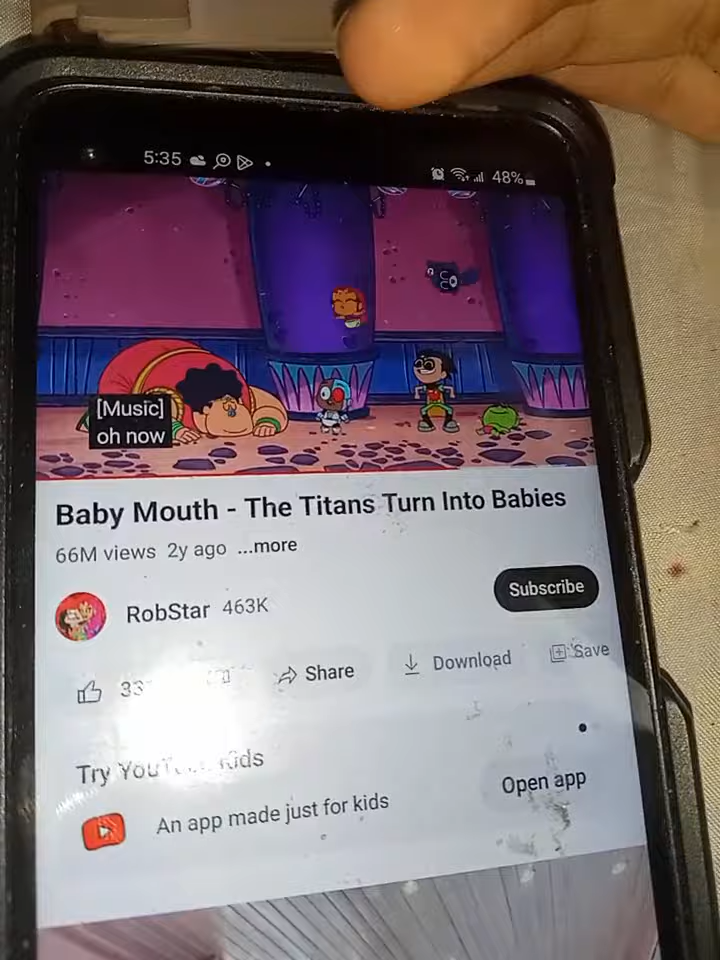 5:35
48%
[Music]
oh now
Baby Mouth - The Titans Turn Into Babies
66M views 2y ago ...more
RobStar 463K
Subscribe
Share
Download
Save
Try Kids
An app made just for kids
Open app